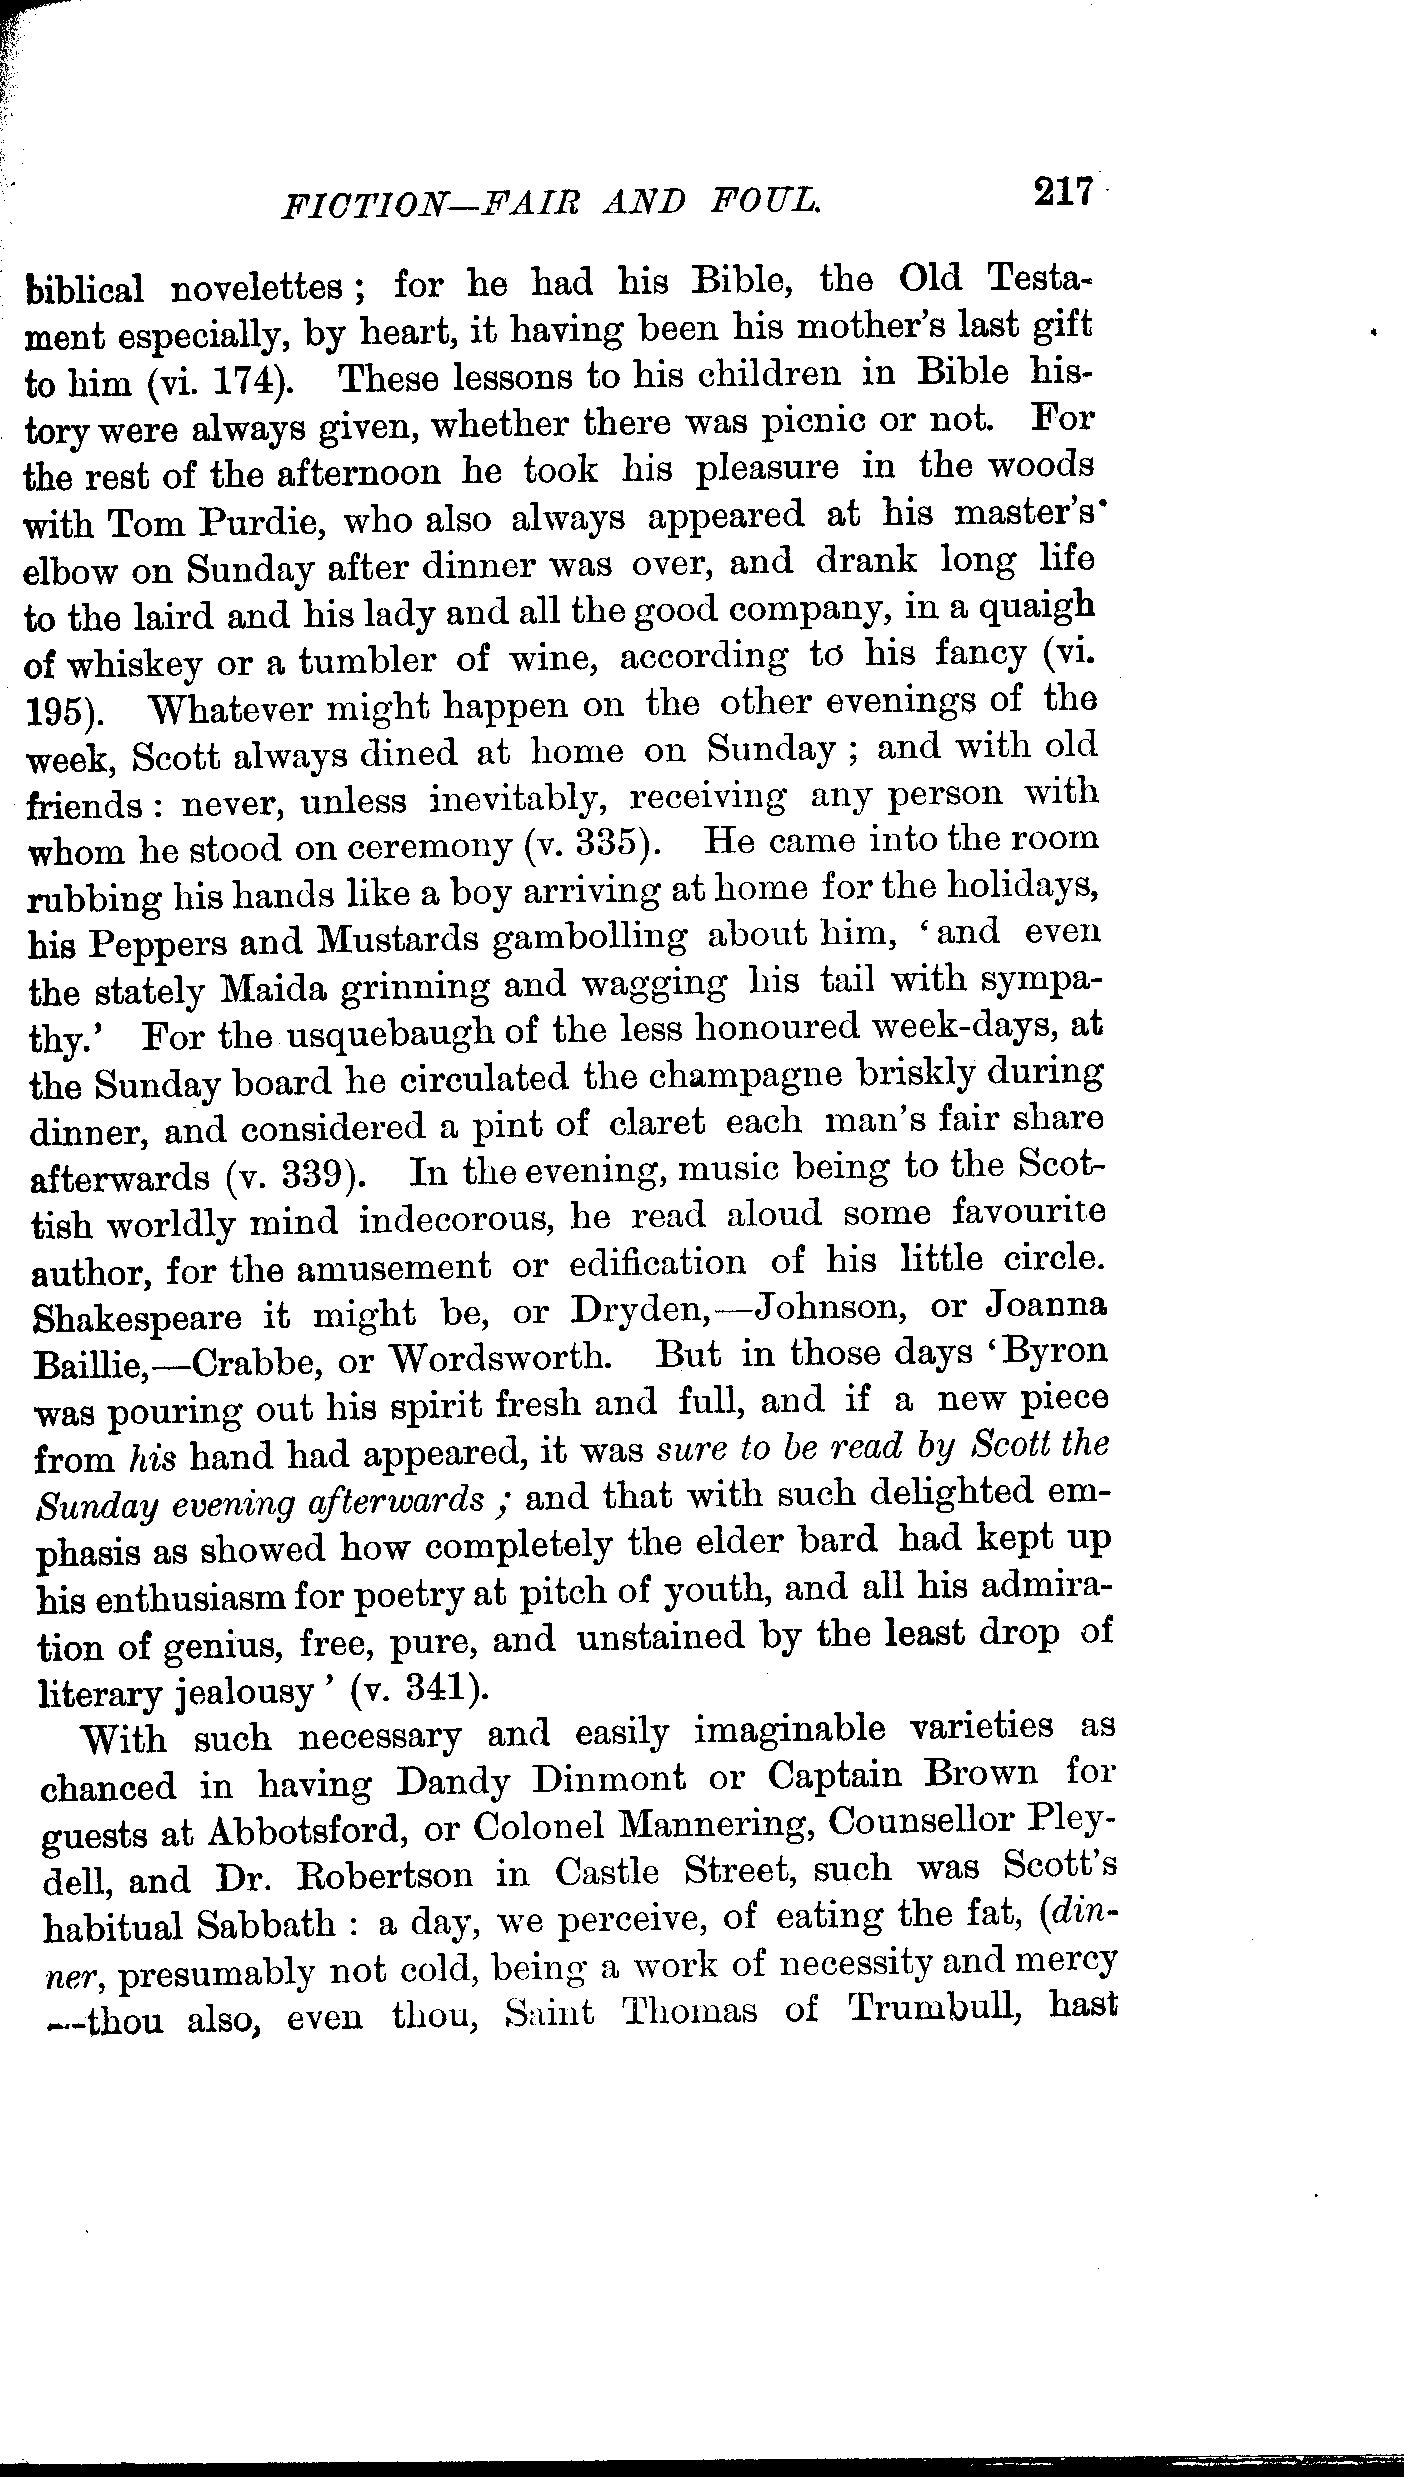 FICTION—FAIR AND FOUL. 217
biblical novelettes ; for he had his Bible, the Old Testa-
ment especially, by heart, it having been his mother's last gift
to him (vi. 174). These lessons to his children in Bible his-
tory were always given, whether there was picnic or not. For
the rest of the afternoon he took his pleasure in the woods
with Tom Purdie, who also always appeared at his master's
elbow on Sunday after dinner was over, and drank long life
to the laird and his lady and all the good company, in a quaigh
of whiskey or a tumbler of wine, according to his fancy (vi.
195). Whatever might happen on the other evenings of the
week, Scott always dined at home on Sunday ; and with old
friends : never, unless inevitably, receiving any person with
whom he stood on ceremony (v. 335). He came into the room
rubbing his hands like a boy arriving at home for the holidays,
his Peppers and Mustards gambolling about him, ‘and even
the stately Maida grinning and wagging his tail with sympa-
thy.’ For the usquebaugh of the less honoured week-days, at
the Sunday board he circulated the champagne briskly during
dinner, and considered a pint of claret each man's fair share
afterwards (v. 339). In the evening, music being to the Scot-
tish worldly mind indecorous, he read aloud some favourite
author, for the amusement or edification of his little circle.
Shakespeare it might be, or Dryden,—Johnson, or Joanna
Baillie,—Crabbe, or Wordsworth. But in those days ‘Byron
was pouring out his spirit fresh and full, and if a new piece
from his hand had appeared, it was sure to be read by Scott the
Sunday evening afterwards ; and that with such delighted em-
phasis as showed how completely the elder bard had kept up
his enthusiasm for poetry at pitch of youth, and all his admira-
tion of genius, free, pure, and unstained by the least drop of
literary jealousy ’ (v. 341).
With such necessary and easily imaginable varieties as
chanced in having Dandy Dinmont or Captain Brown for
guests at Abbotsford, or Colonel Mannering, Counsellor Pley-
dell, and Dr. Robertson in Castle Street, such was Scott's
habitual Sabbath : a day, we perceive, of eating the fat, (din-
ner, presumably not cold, being a work of necessity and mercy
—thou also, even thou, Saint Thomas of Trumbull, hast